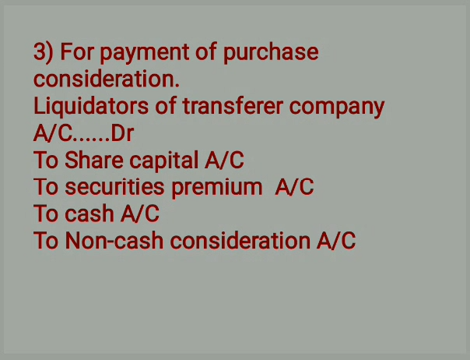 3) For payment of purchase
consideration.
Liquidators of transferer company
A/C......Dr
To Share capital A/C
To securities premium  A/C
To cash A/C
To Non-cash consideration A/C